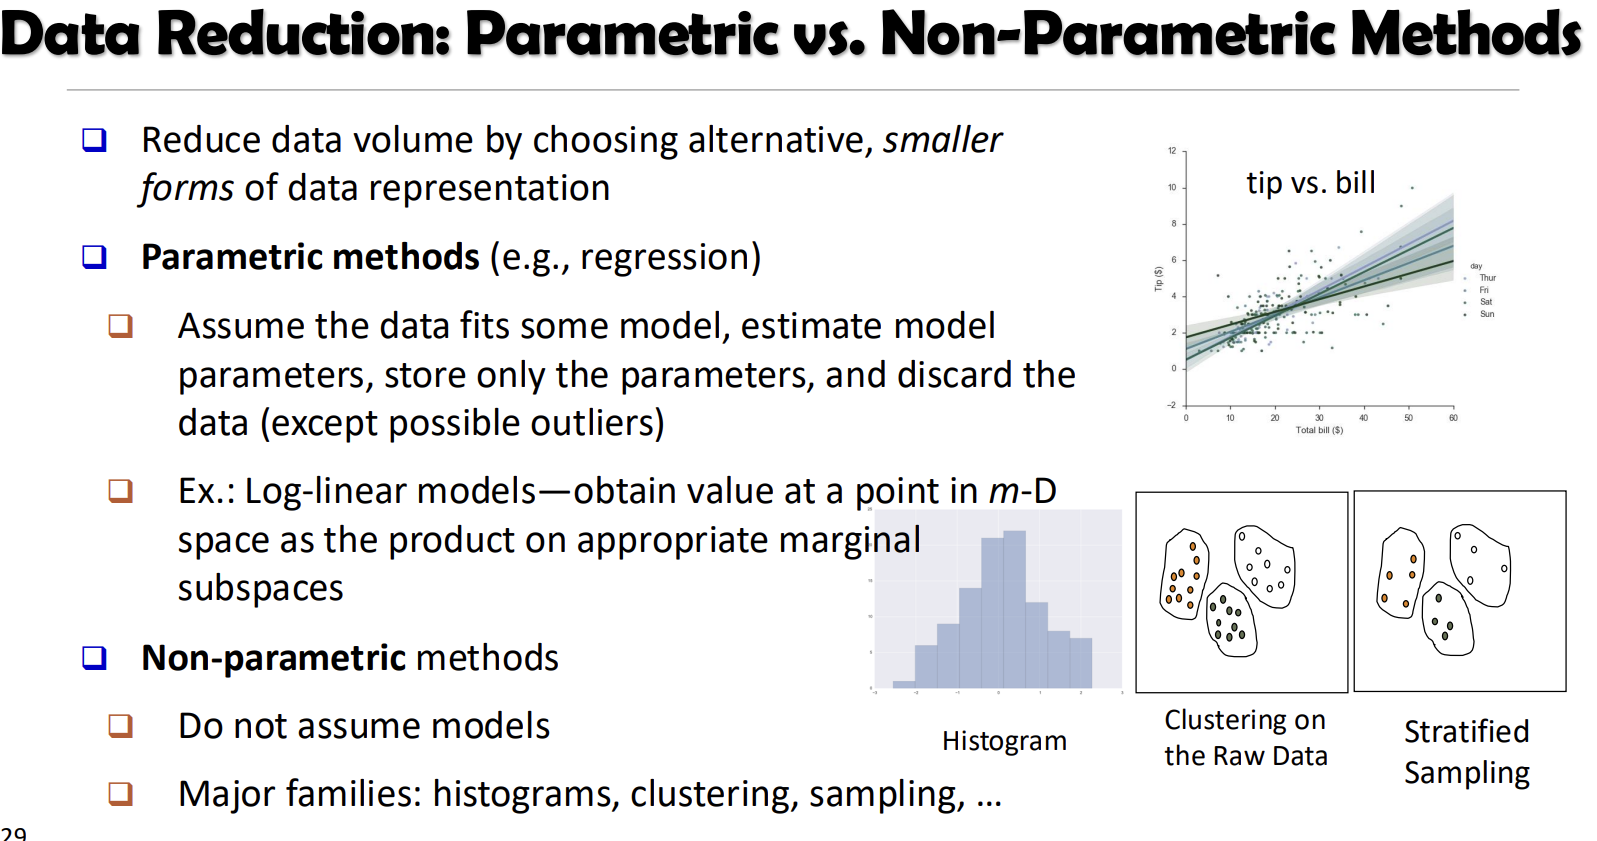 Data Reduction: Parametric vs. Non-Parametric Methods
Reduce data volume by choosing alternative, smaller
forms of data representation
Parametric methods (e.g., regression)
Assume the data fits some model, estimate model
parameters, store only the parameters, and discard the
data (except possible outliers)
Ex.: Log-linear models—obtain value at a point in m-D
space as the product on appropriate marginal
subspaces
Non-parametric methods
Do not assume models
Major families: histograms, clustering, sampling, …
29
tip vs. bill
12
10
8
6
4
2
0
−2
Tip ($)
0 10 20 30 40 50 60
Total bill ($)
day
Thur
Fri
Sat
Sun
Histogram
Clustering on
the Raw Data
Stratified
Sampling